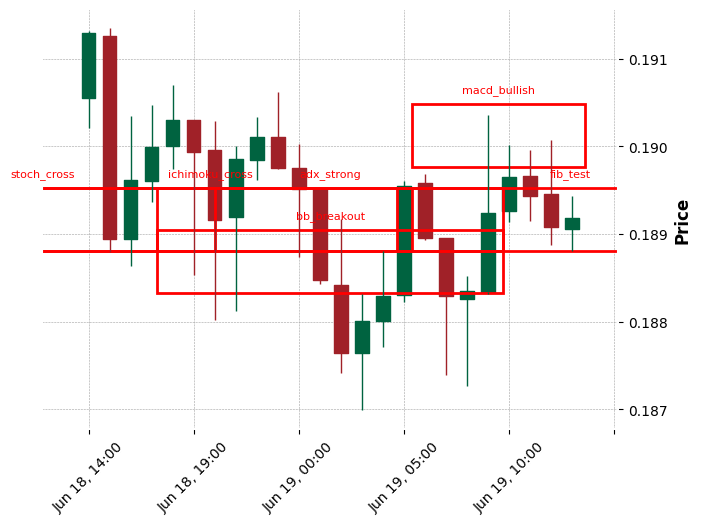 macd_bullish
stoch_cross
ichimoku_cross
adx_strong
fib_test
bb_breakout
0.191
0.190
0.189
0.188
0.187
Price
Jun 18, 14:00
Jun 18, 19:00
Jun 19, 00:00
Jun 19, 05:00
Jun 19, 10:00